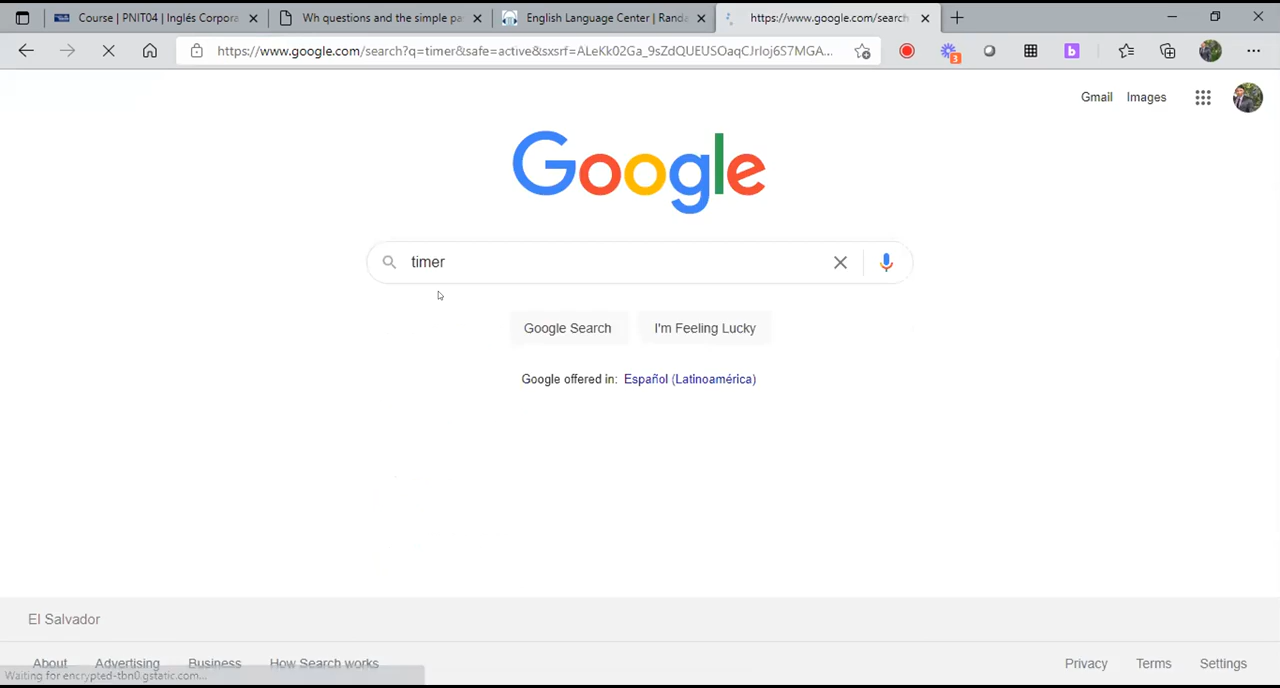 Course | PNIT04 | Inglés Corpora
Wh questions and the simple pa
English Language Center | Randa
https://www.google.com/search
https://www.google.com/search?q=timer&safe=active&sxsrf=ALeKk02Ga_9sZdQUEUSOaqCJrIoj6S7MGA...
3
b
Gmail
Images
Google
timer
Google Search
I'm Feeling Lucky
Google offered in: Español (Latinoamérica)
El Salvador
About
Advertising
Business
How Search works
Privacy
Terms
Settings
Waiting for encrypted-tbn0.gstatic.com...